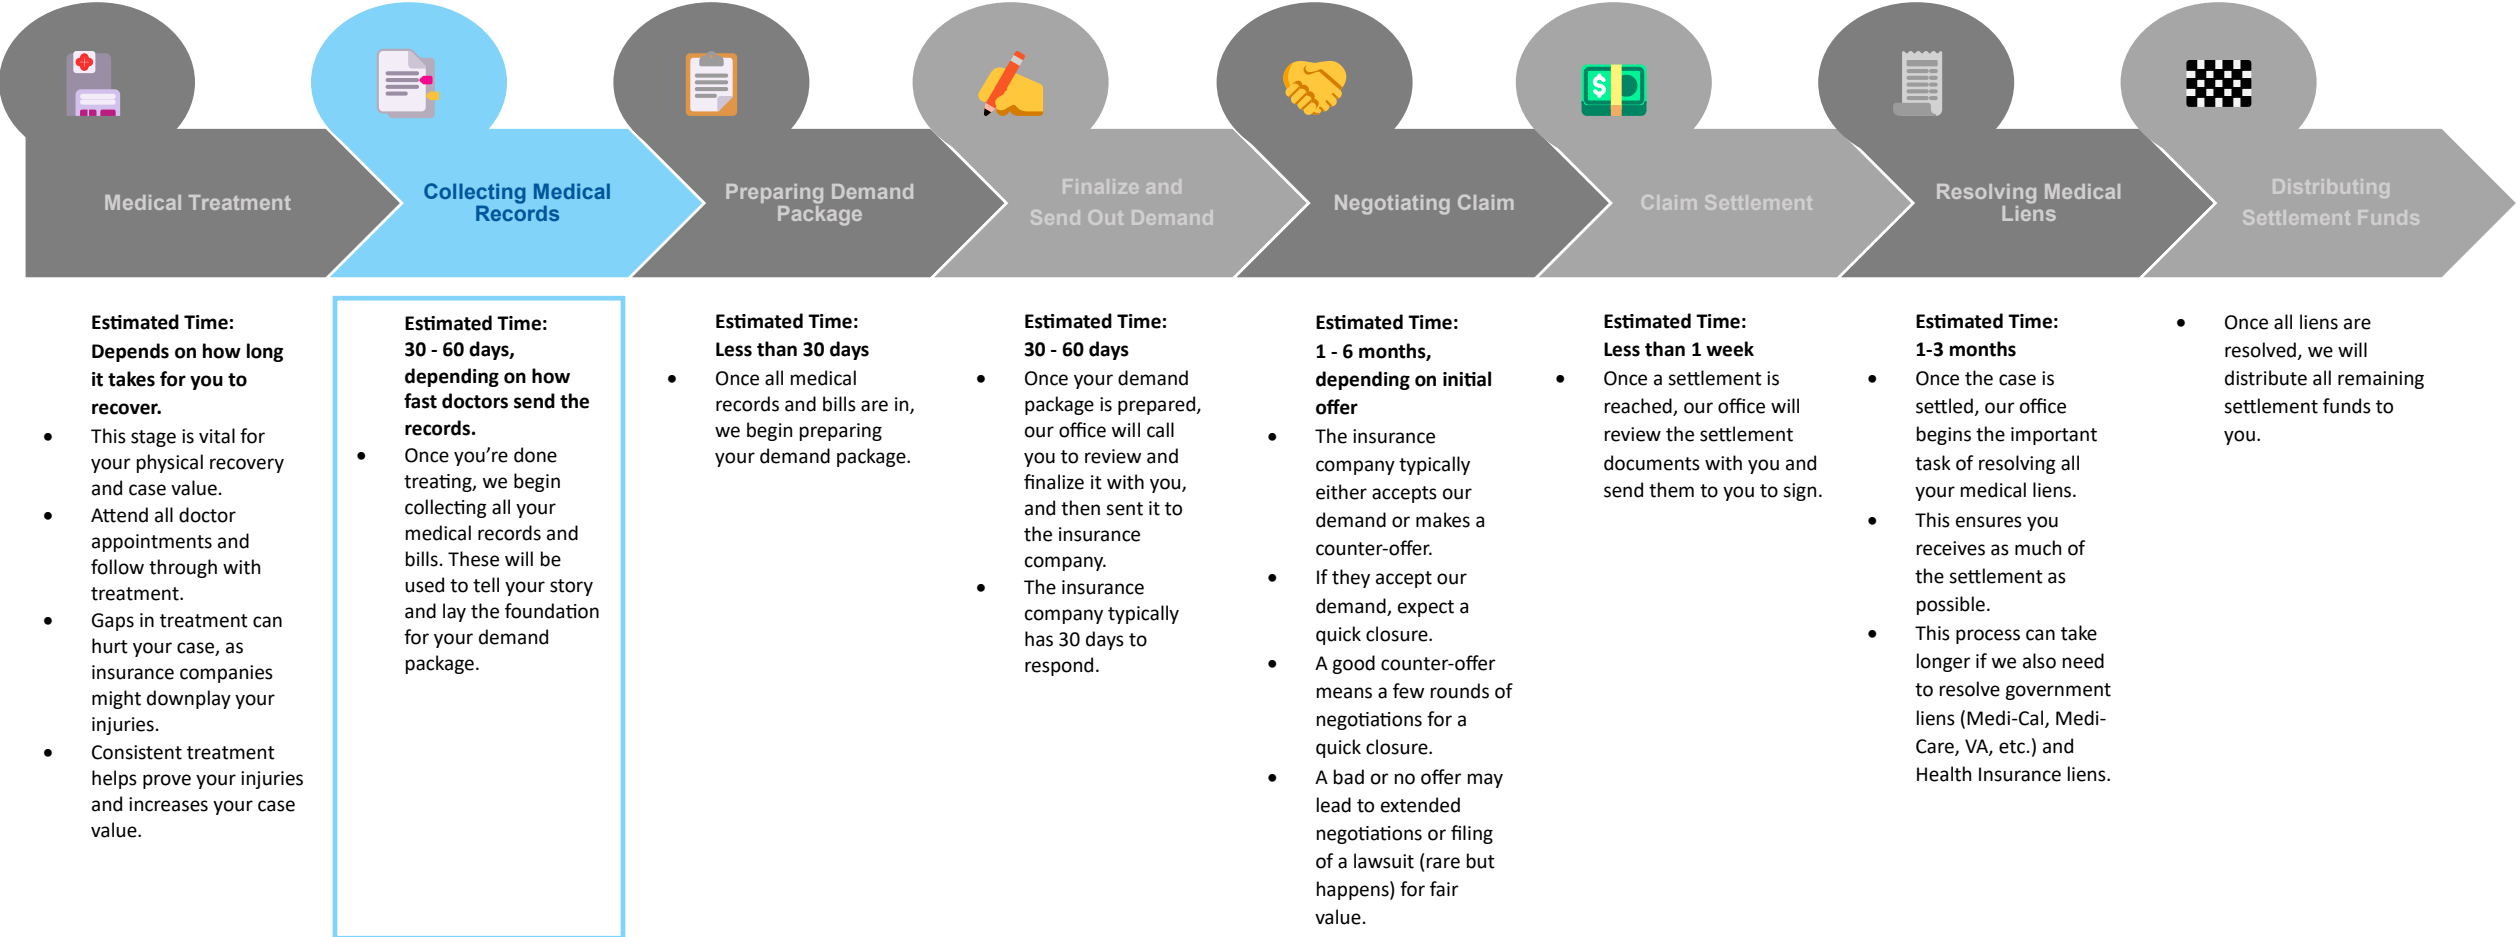 Medical Treatment
Collecting Medical
Records
Preparing Demand
Package
Finalize and
Send Out Demand
Negotiating Claim
Claim Settlement
Resolving Medical
Liens
Distributing
Settlement Funds
Estimated Time:
Depends on how long
it takes for you to
recover.
• This stage is vital for
your physical recovery
and case value.
• Attend all doctor
appointments and
follow through with
treatment.
• Gaps in treatment can
hurt your case, as
insurance companies
might downplay your
injuries.
• Consistent treatment
helps prove your injuries
and increases your case
value.
Estimated Time:
30 - 60 days,
depending on how
fast doctors send the
records.
• Once you’re done
treating, we begin
collecting all your
medical records and
bills. These will be
used to tell your story
and lay the foundation
for your demand
package.
Estimated Time:
Less than 30 days
• Once all medical
records and bills are in,
we begin preparing
your demand package.
Estimated Time:
30 - 60 days
• Once your demand
package is prepared,
our office will call
you to review and
finalize it with you,
and then sent it to
the insurance
company.
• The insurance
company typically
has 30 days to
respond.
Estimated Time:
1 - 6 months,
depending on initial
offer
• The insurance
company typically
either accepts our
demand or makes a
counter-offer.
• If they accept our
demand, expect a
quick closure.
• A good counter-offer
means a few rounds of
negotiations for a
quick closure.
• A bad or no offer may
lead to extended
negotiations or filing
of a lawsuit (rare but
happens) for fair
value.
Estimated Time:
Less than 1 week
• Once a settlement is
reached, our office will
review the settlement
documents with you and
send them to you to sign.
Estimated Time:
1-3 months
• Once the case is
settled, our office
begins the important
task of resolving all
your medical liens.
• This ensures you
receives as much of
the settlement as
possible.
• This process can take
longer if we also need
to resolve government
liens (Medi-Cal, Medi-
Care, VA, etc.) and
Health Insurance liens.
• Once all liens are
resolved, we will
distribute all remaining
settlement funds to
you.